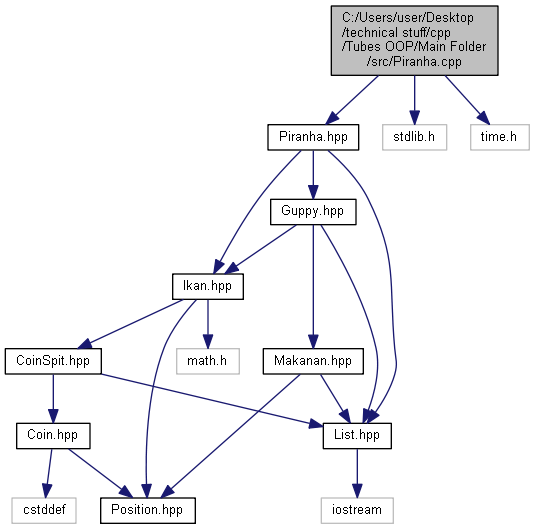 C:/Users/user/Desktop
/technical stuff/cpp
/Tubes OOP/Main Folder
/src/Piranha.cpp
Piranha.hpp
stdlib.h
time.h
Guppy.hpp
Ikan.hpp
CoinSpit.hpp
math.h
Makanan.hpp
Coin.hpp
List.hpp
cstddef
Position.hpp
iostream